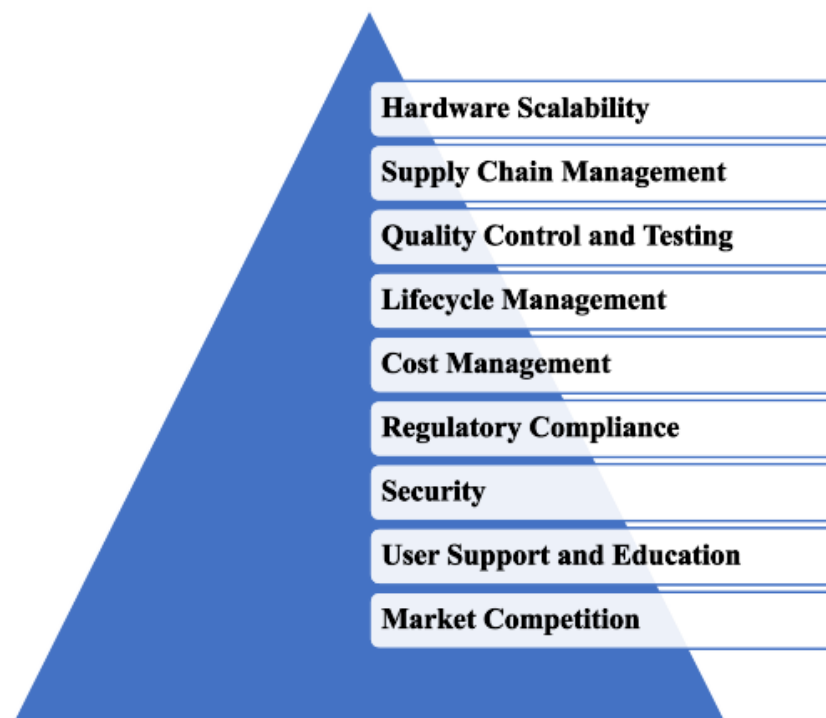 Hardware Scalability
Supply Chain Management
Quality Control and Testing
Lifecycle Management
Cost Management
Regulatory Compliance
Security
User Support and Education
Market Competition